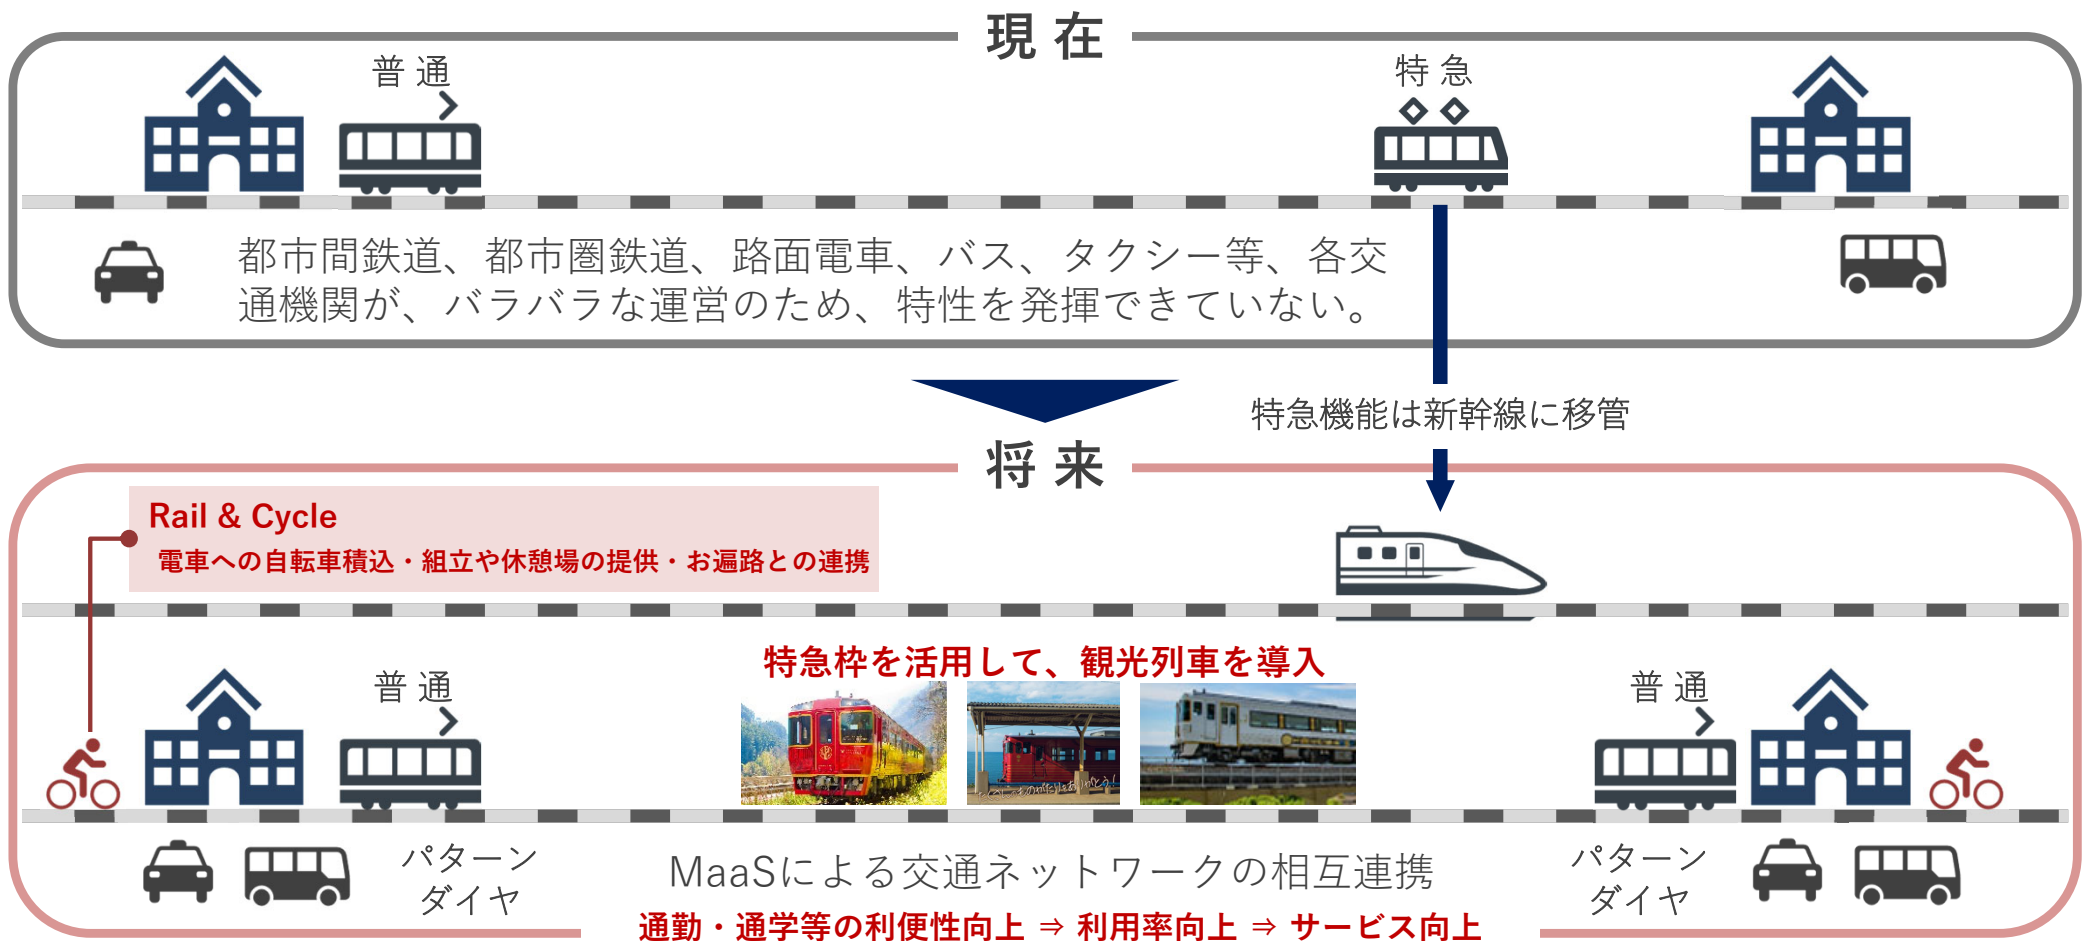 現 在
普 通
特 急
都市間鉄道、都市圏鉄道、路面電車、バス、タクシー等、各交
通機関が、バラバラな運営のため、特性を発揮できていない。
特急機能は新幹線に移管
将 来
Rail & Cycle
電車への自転車積込・組立や休憩場の提供・お遍路との連携
特急枠を活用して、観光列車を導入
普 通
普 通
パターン
ダイヤ
MaaSによる交通ネットワークの相互連携
パターン
ダイヤ
通勤・通学等の利便性向上 ⇒ 利用率向上 ⇒ サービス向上